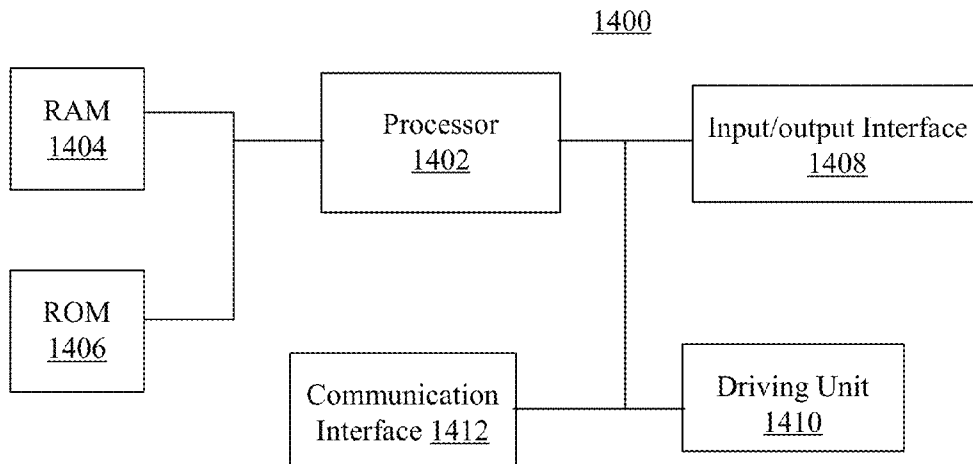 1400
RAM
1404
Processor
1402
Input/output Interface
1408
ROM
1406
Communication
Interface 1412
Driving Unit
1410